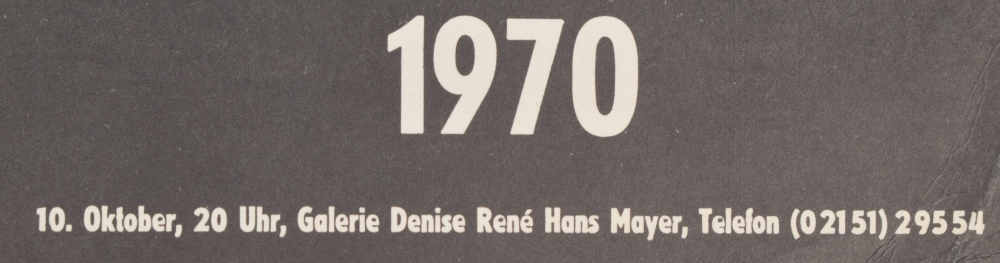 1970
10. Oktober, 20 Uhr, Galerie Denise René Hans Mayer, Telefon (02151) 29554